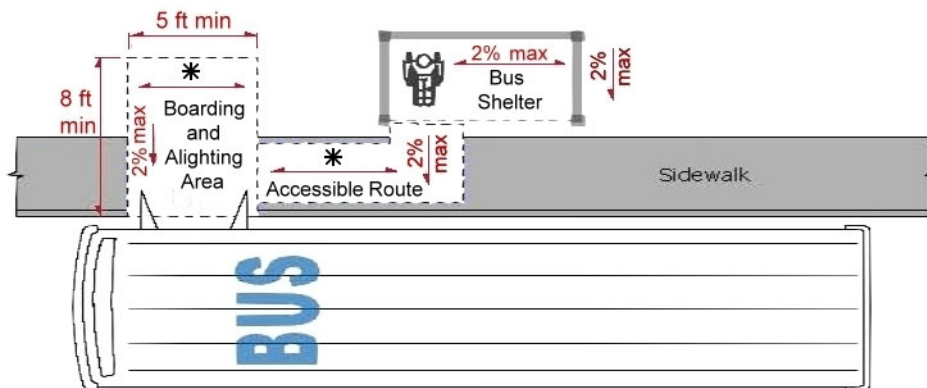 5 ft min
8 ft
min
*
2% max
Boarding
and
Alighting
Area
2% max
Bus
Shelter
2%
max
*
2%
max
Accessible Route
Sidewalk
BUS